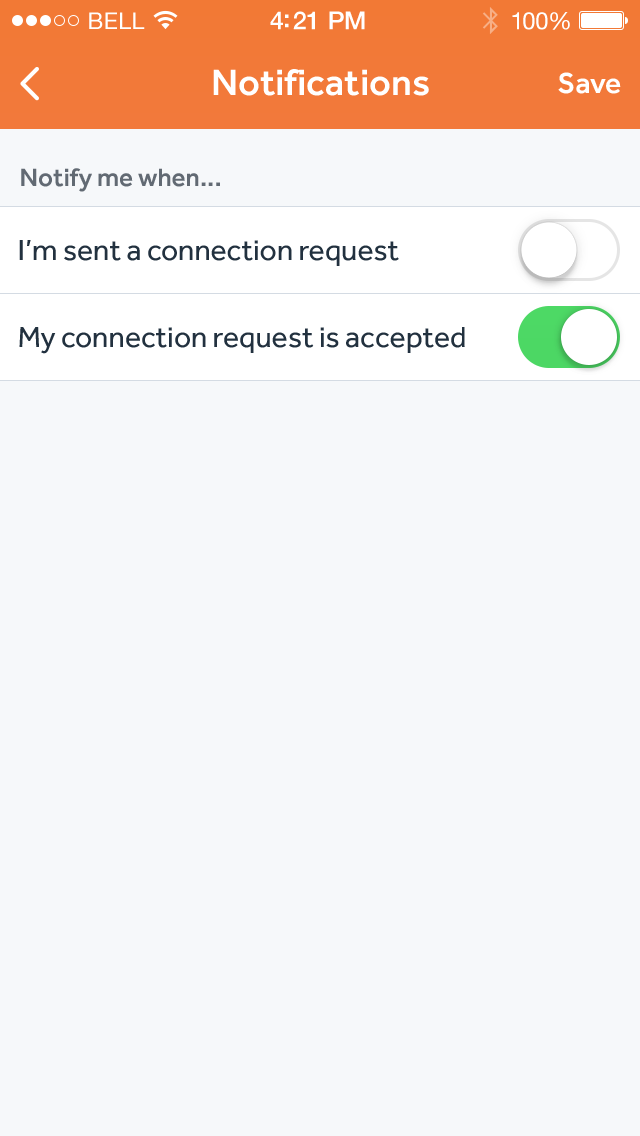 BELL 4:21 PM 100%
Notifications Save
Notify me when...
I'm sent a connection request
My connection request is accepted